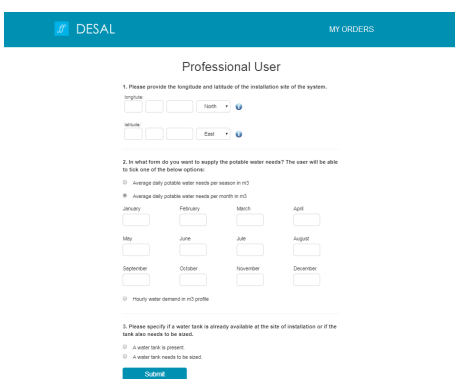 DESAL
MY ORDERS
Professional User
1. Please provide the longitude and latitude of the installation site of the system.
longitute:
North
latitude:
East
2. In what form do you want to supply the potable water needs? The user will be able
to tick one of the below options:
Average daily potable water needs per season in m3
Average daily potable water needs per month in m3
January February March April
May June Jule August
September October November December
Hourly water demand in m3 profile
3. Please specify if a water tank is already available at the site of installation or if the
tank also needs to be sized.
A water tank is present.
A water tank needs to be sized.
Submit